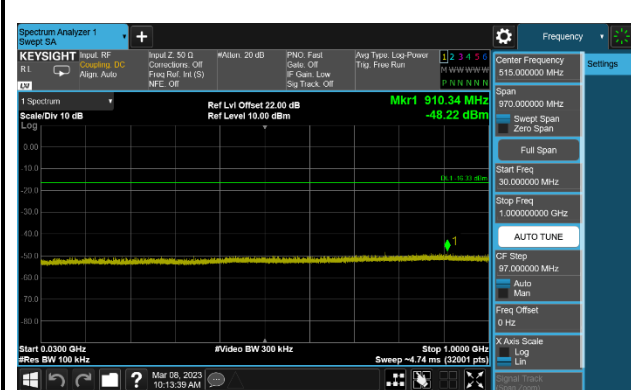 Spectrum Analyzer 1
Swept SA
+
Frequency
KEYSIGHT
Input: RF
Coupling: DC
Align: Auto
Input Z: 50 Ω
Corrections: Off
Freq Ref: Int (S)
NFE: Off
#Atten: 20 dB
PNO: Fast
Gate: Off
IF Gain: Low
Sig Track: Off
Avg Type: Log-Power
Trig: Free Run
1 2 3 4 5 6
M W W W W W
P N N N N N
Center Frequency
515.000000 MHz
Settings
1 Spectrum
Scale/Div 10 dB
Ref Lvl Offset 22.00 dB
Ref Level 10.00 dBm
Mkr1 910.34 MHz
-48.22 dBm
Span
970.000000 MHz
Swept Span
Zero Span
Full Span
Start Freq
30.000000 MHz
Stop Freq
1.000000000 GHz
AUTO TUNE
CF Step
97.000000 MHz
Auto
Man
Freq Offset
0 Hz
X Axis Scale
Log
Lin
Signal Track
(Span Zoom)
Log
0.00
-10.0
-20.0
-30.0
-40.0
-50.0
-60.0
-70.0
-80.0
1
Start 0.0300 GHz
#Res BW 100 kHz
#Video BW 300 kHz
Stop 1.0000 GHz
Sweep ~4.74 ms (32001 pts)
?
Mar 08, 2023
10:13:39 AM